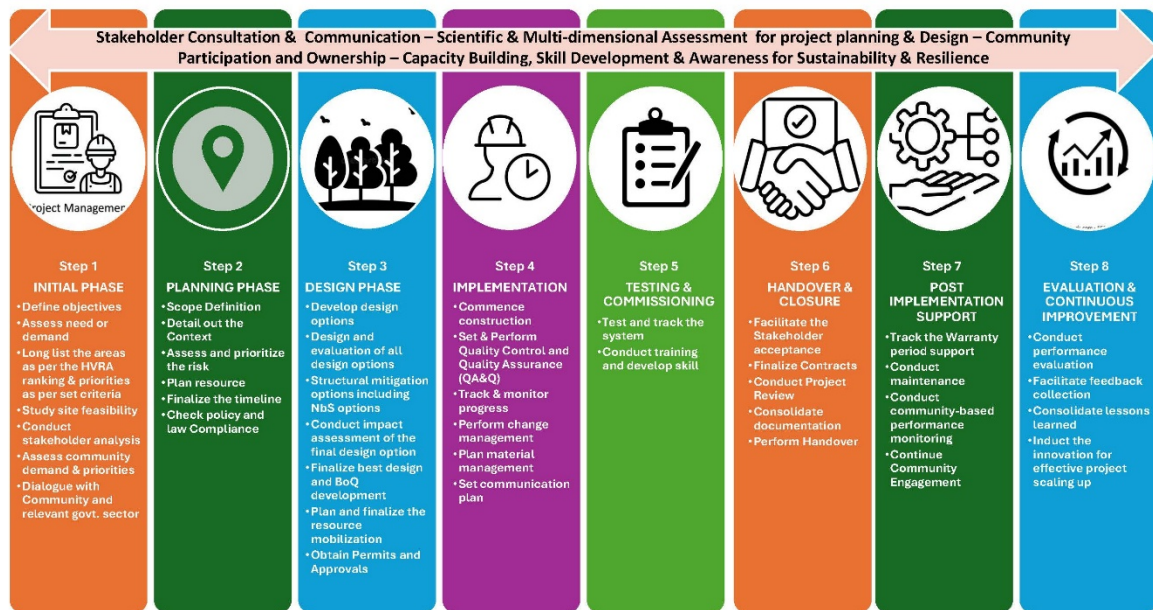 Stakeholder Consultation & Communication – Scientific & Multi-dimensional Assessment for project planning & Design – Community
Participation and Ownership – Capacity Building, Skill Development & Awareness for Sustainability & Resilience
Project Management
Step 1
INITIAL PHASE
•Define objectives
•Assess need or
demand
•Long list the areas
as per the HVRA
ranking & priorities
as per set criteria
•Study site feasibility
•Conduct
stakeholder analysis
•Assess community
demand & priorities
•Dialogue with
Community and
relevant govt. sector
Step 2
PLANNING PHASE
•Scope Definition
•Detail out the
Context
•Assess and prioritize
the risk
•Plan resource
•Finalize the timeline
•Check policy and
law Compliance
Step 3
DESIGN PHASE
•Develop design
options
•Design and
evaluation of all
design options
•Structural mitigation
options including
NbS options
•Conduct impact
assessment of the
final design option
•Finalize best design
and BoQ
development
•Plan and finalize the
resource
mobilization
•Obtain Permits and
Approvals
Step 4
IMPLEMENTATION
•Commence
construction
•Set & Perform
Quality Control and
Quality Assurance
(QA&Q)
•Track & monitor
progress
•Perform change
management
•Plan material
management
•Set communication
plan
Step 5
TESTING &
COMMISSIONING
•Test and track the
system
•Conduct training
and develop skill
Step 6
HANDOVER &
CLOSURE
•Facilitate the
Stakeholder
acceptance
•Finalize Contracts
•Conduct Project
Review
•Consolidate
documentation
•Perform Handover
Step 7
POST
IMPLEMENTATION
SUPPORT
•Track the Warranty
period support
•Conduct
maintenance
•Conduct
community-based
performance
monitoring
•Continue
Community
Engagement
Step 8
EVALUATION &
CONTINUOUS
IMPROVEMENT
•Conduct
performance
evaluation
•Facilitate feedback
collection
•Consolidate lessons
learned
•Induct the
innovation for
effective project
scaling up